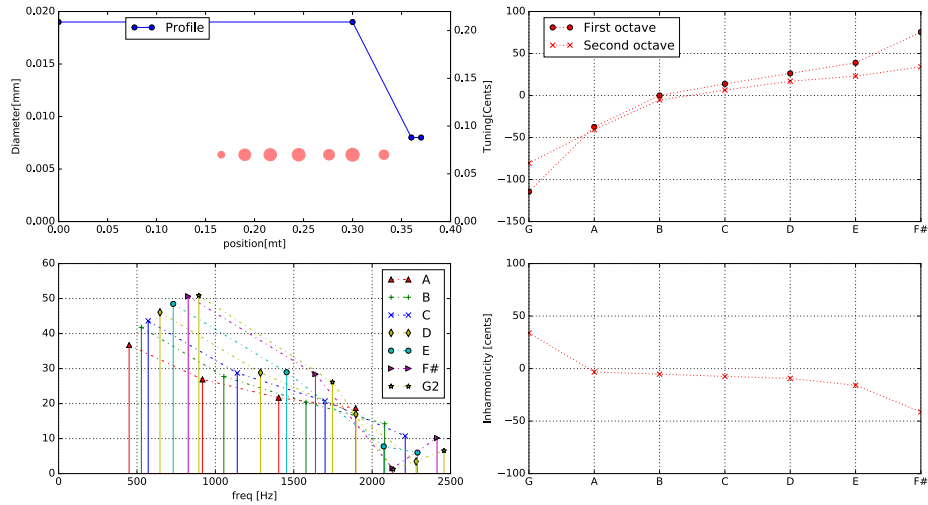 0.020
0.015
0.010
0.005
0.000
Diameter[mm]
Profile
0.20
0.15
0.10
0.05
0.00
0.00 0.05 0.10 0.15 0.20 0.25 0.30 0.35 0.40
position[mt]
100
50
0
−50
−100
−150
Tuning[Cents]
First octave
Second octave
G A B C D E F#
60
50
40
30
20
10
0
A
B
C
D
E
F#
G2
0 500 1000 1500 2000 2500
freq [Hz]
100
50
0
−50
−100
Inharmonicity [cents]
G A B C D E F#